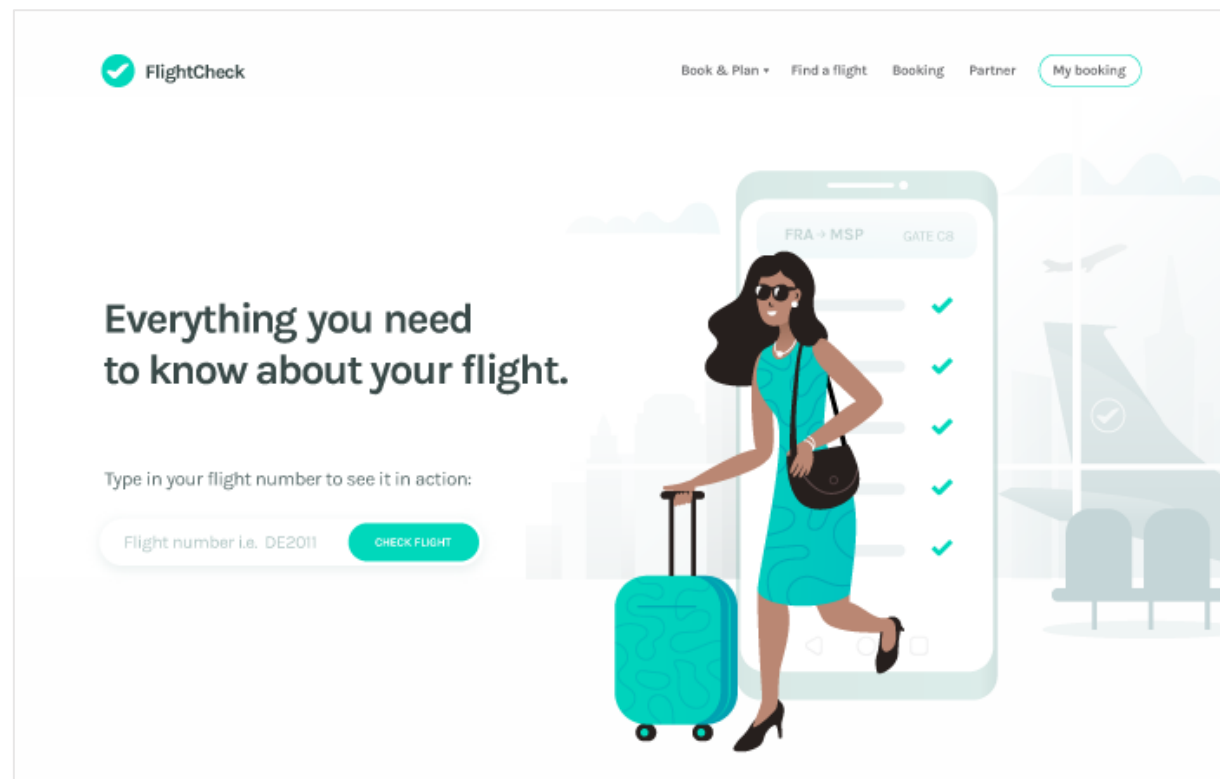 FlightCheck
Book & Plan ▾ Find a flight Booking Partner My booking
FRA → MSP GATE C8
Everything you need
to know about your flight.
Type in your flight number to see it in action:
Flight number i.e. DE2011 CHECK FLIGHT